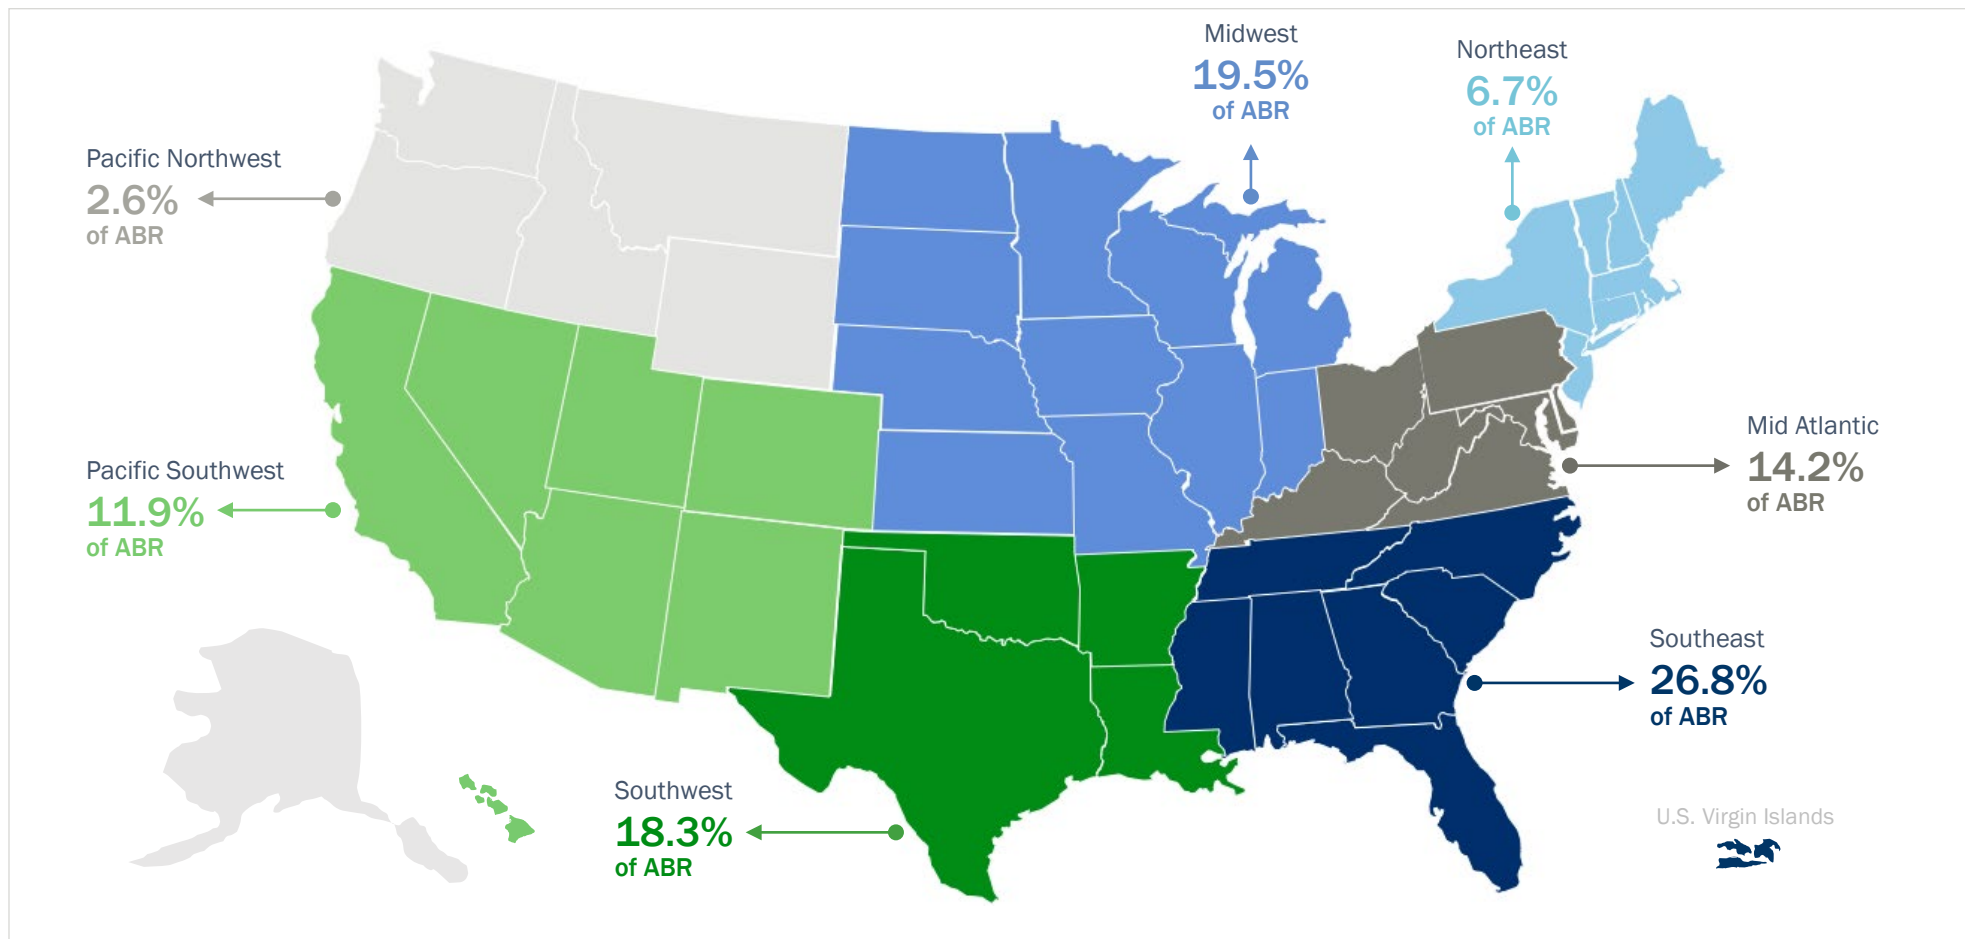 Midwest
19.5%
of ABR
Northeast
6.7%
of ABR
Pacific Northwest
2.6%
of ABR
Mid Atlantic
14.2%
of ABR
Pacific Southwest
11.9%
of ABR
Southeast
26.8%
of ABR
Southwest
18.3%
of ABR
U.S. Virgin Islands